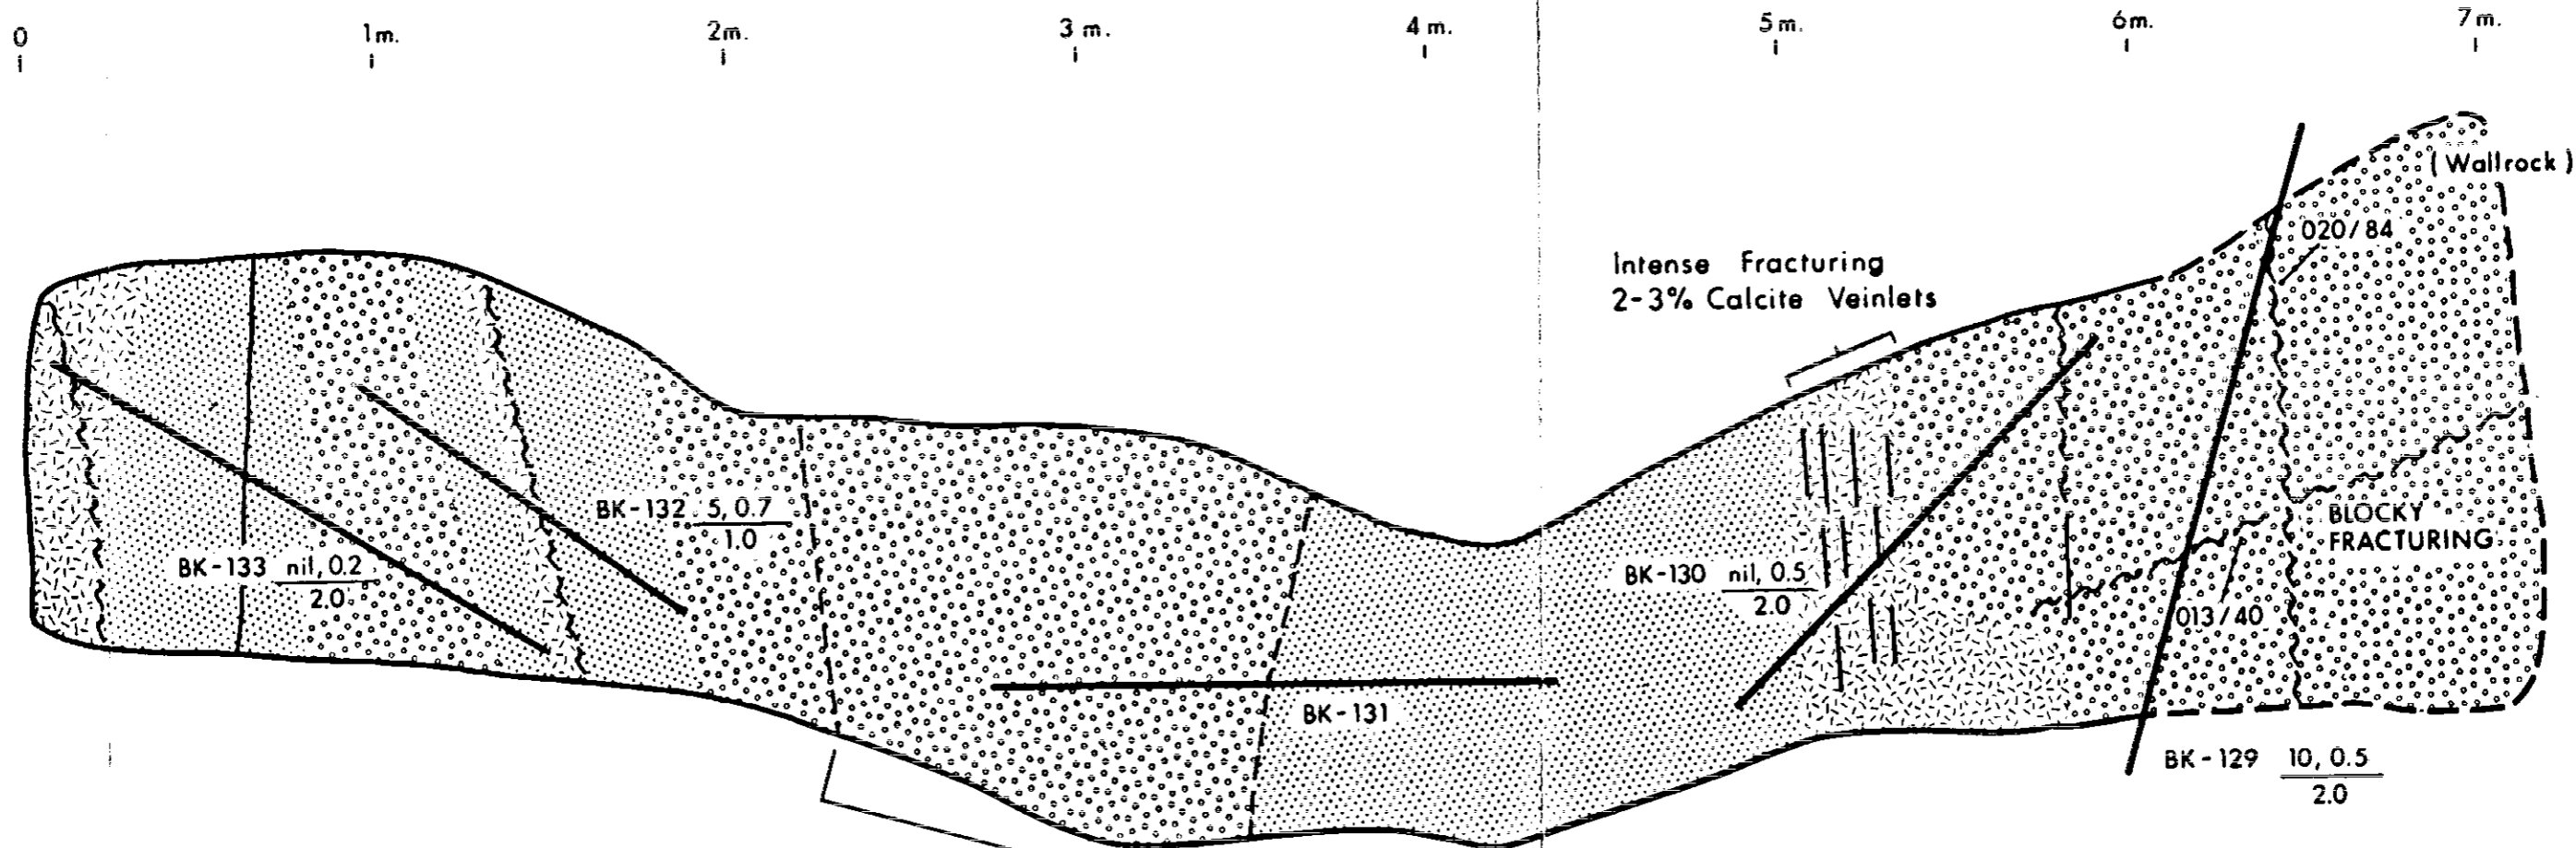 0
1m.
2m.
3 m.
4 m.
5m.
6m.
7 m.
(Wallrock)
020/84
Intense Fracturing
2-3% Calcite Veinlets
BK-132 5, 0.7
1.0
BLOCKY
FRACTURING
BK-133 nil, 0.2
2.0
BK-130 nil, 0.5
2.0
013/40
BK-131
BK-129 10, 0.5
2.0